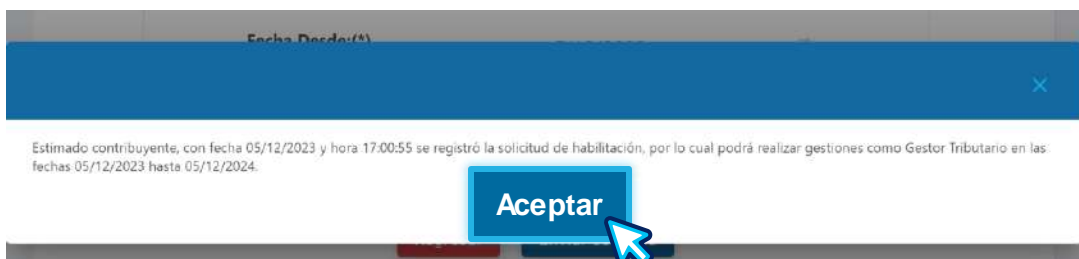 Fecha Desde:(*)
Estimado contribuyente, con fecha 05/12/2023 y hora 17:00:55 se registró la solicitud de habilitación, por lo cual podrá realizar gestiones como Gestor Tributario en las
fechas 05/12/2023 hasta 05/12/2024.
Aceptar